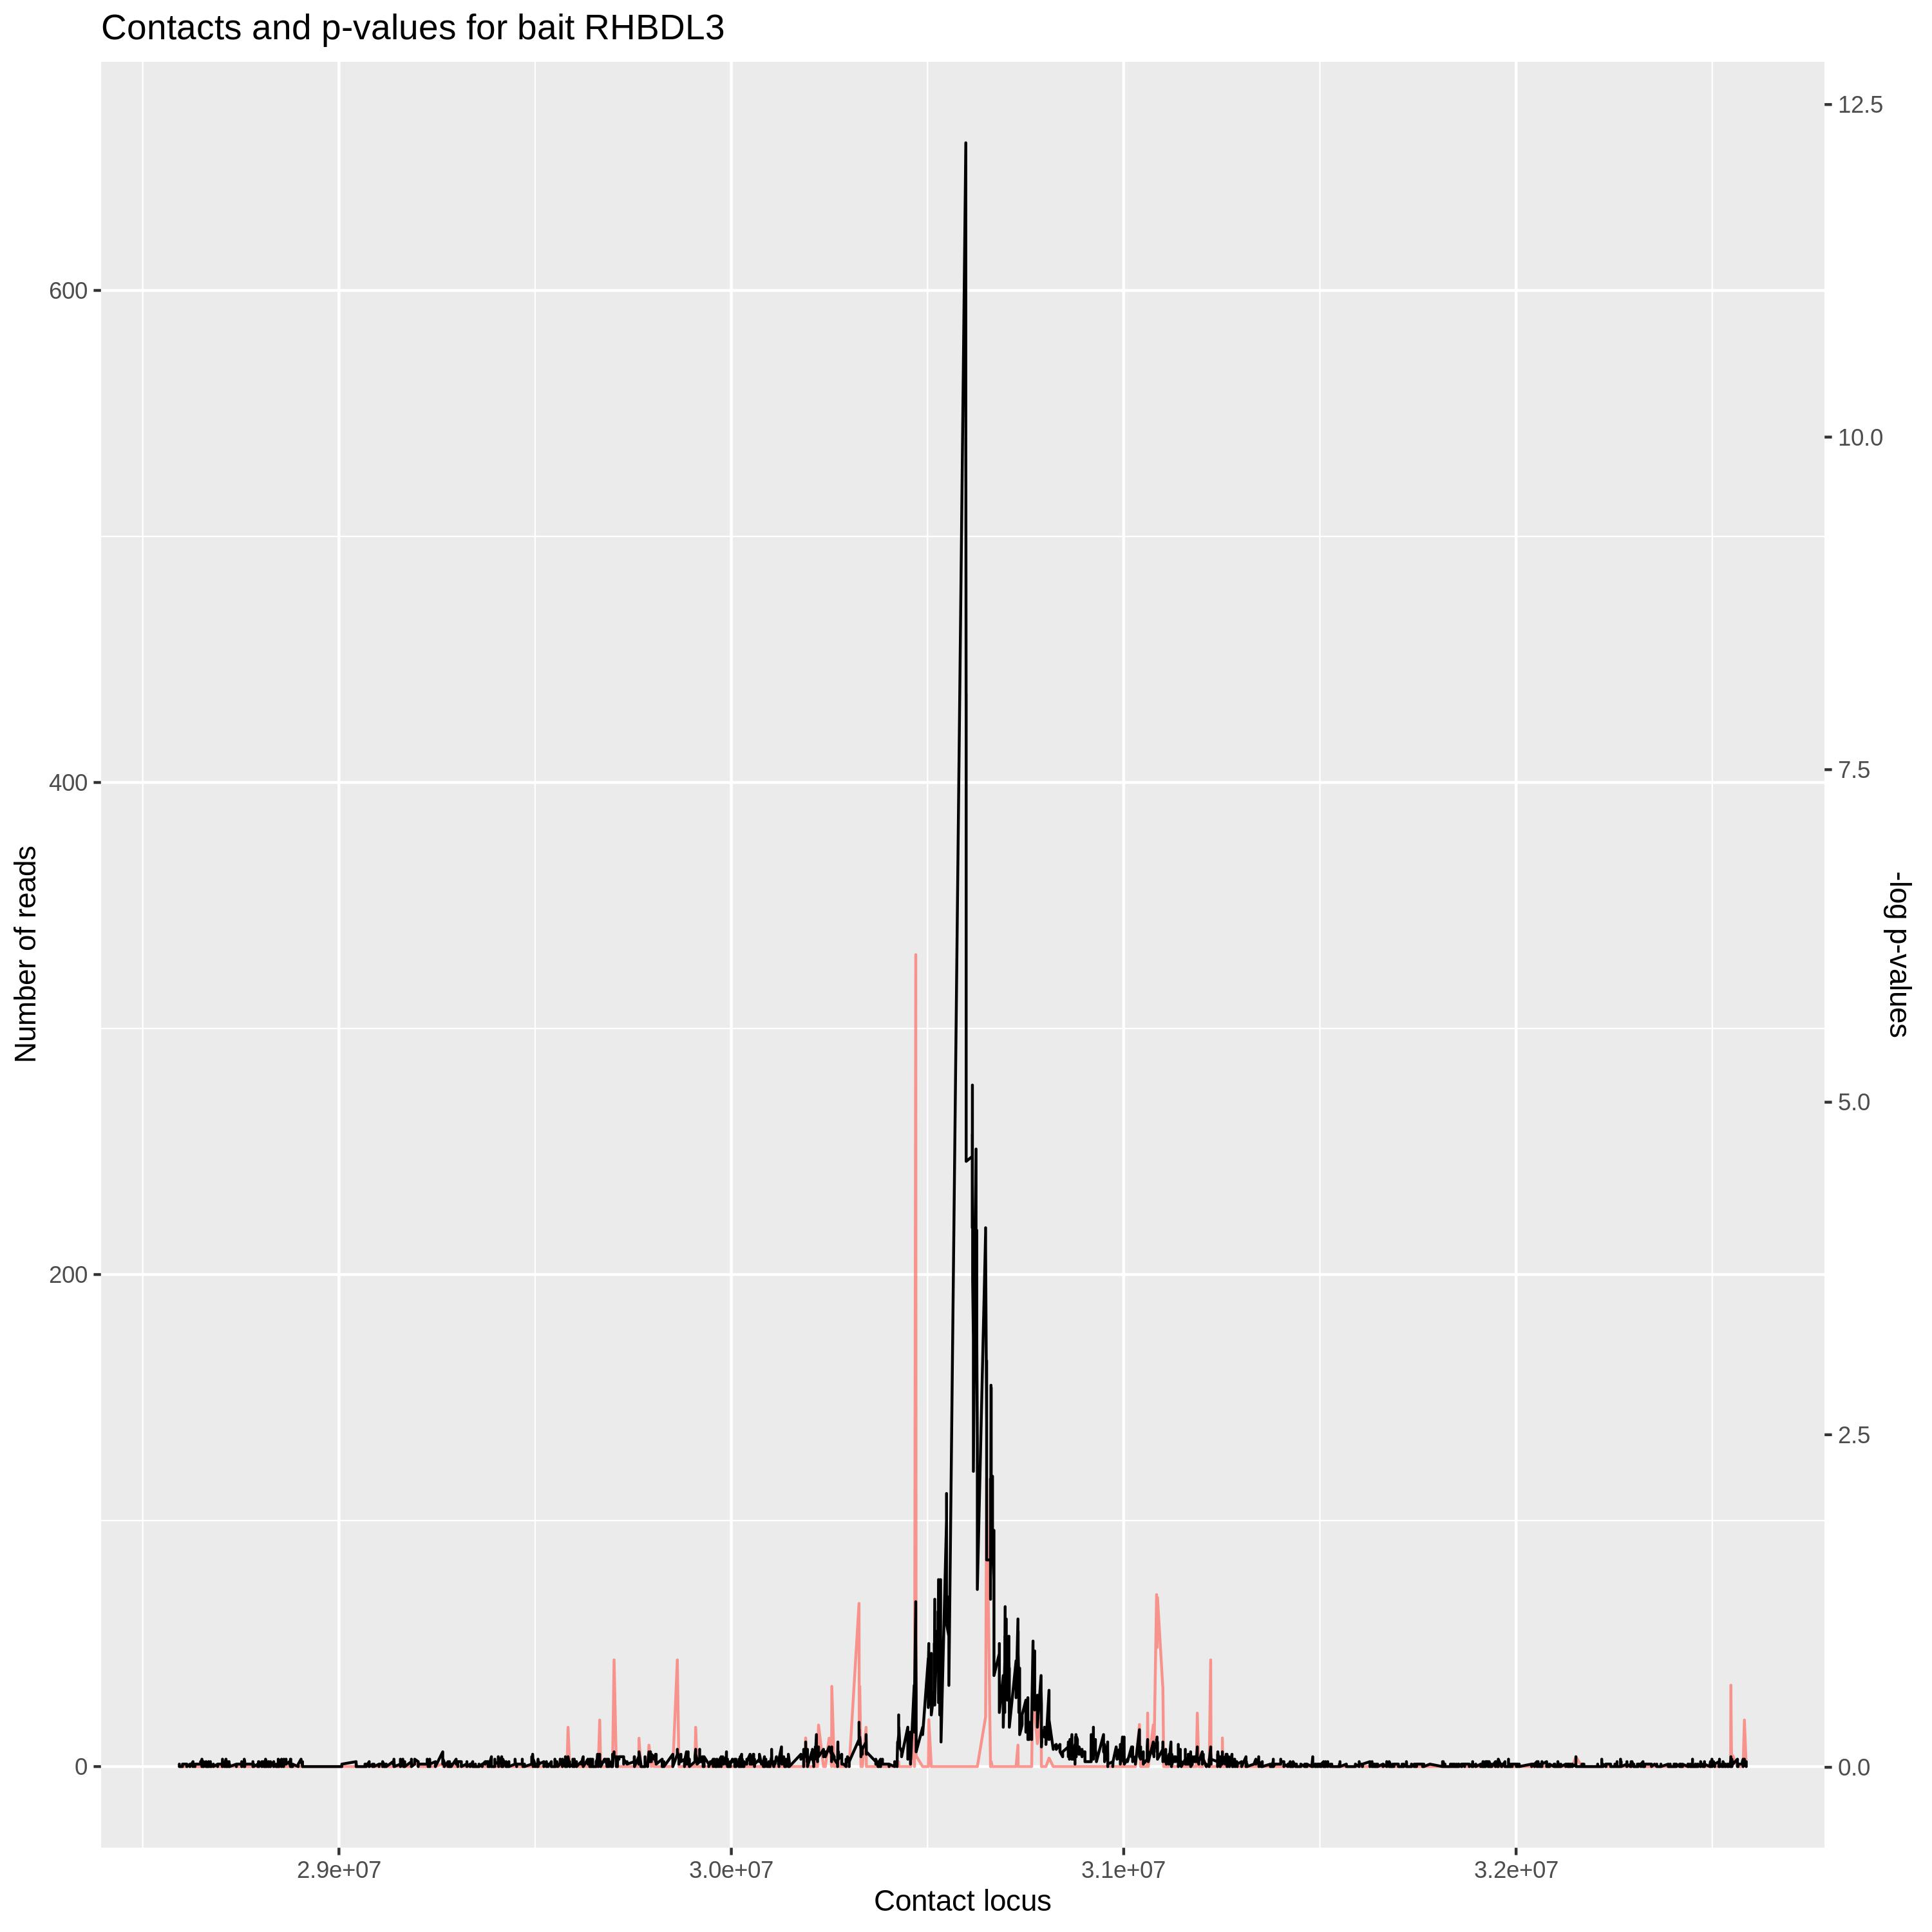 Contacts and p-values for bait RHBDL3
Number of reads
600
400
200
0
12.5
10.0
7.5
5.0
2.5
0.0
-log p-values
2.9e+07
3.0e+07
3.1e+07
3.2e+07
Contact locus